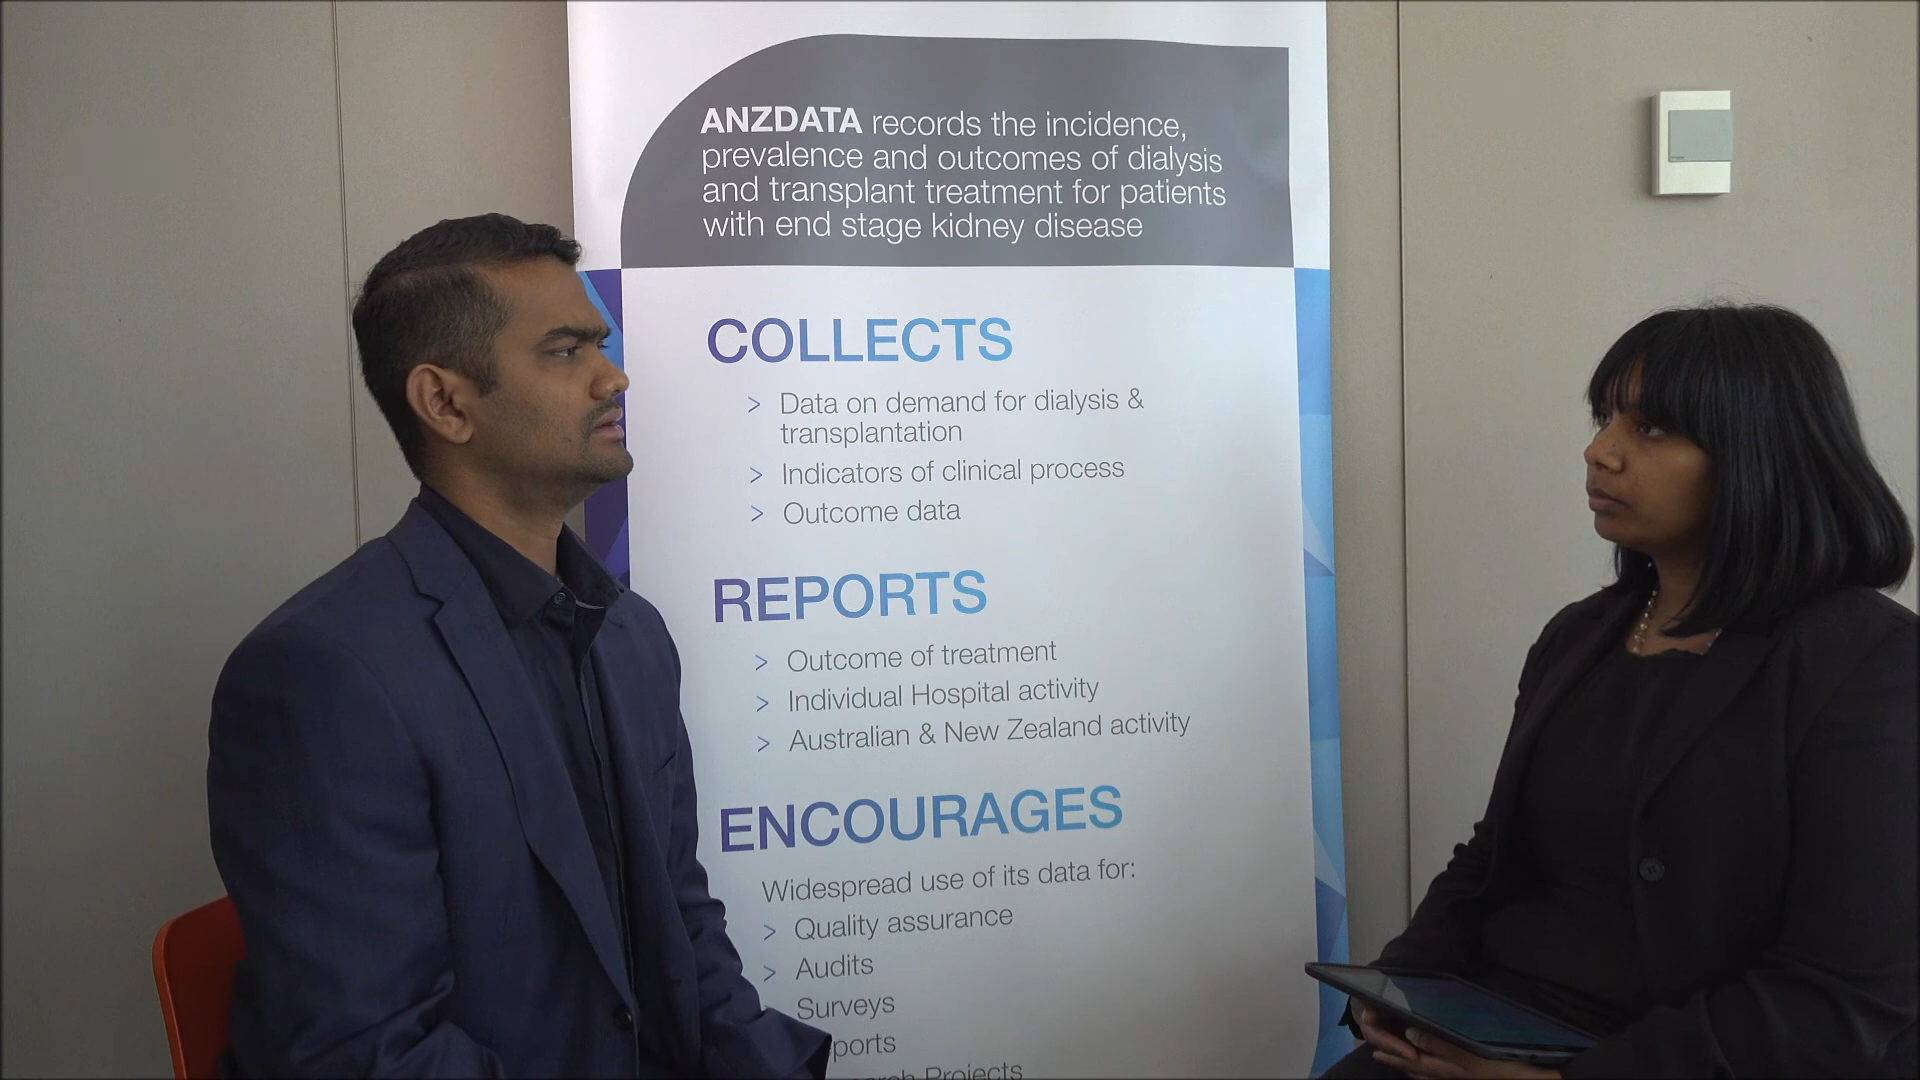 ANZDATA records the incidence,
prevalence and outcomes of dialysis
and transplant treatment for patients
with end stage kidney disease
COLLECTS
> Data on demand for dialysis &
transplantation
> Indicators of clinical process
> Outcome data
REPORTS
> Outcome of treatment
> Individual Hospital activity
> Australian & New Zealand activity
ENCOURAGES
Widespread use of its data for:
> Quality assurance
> Audits
> Surveys
Projects